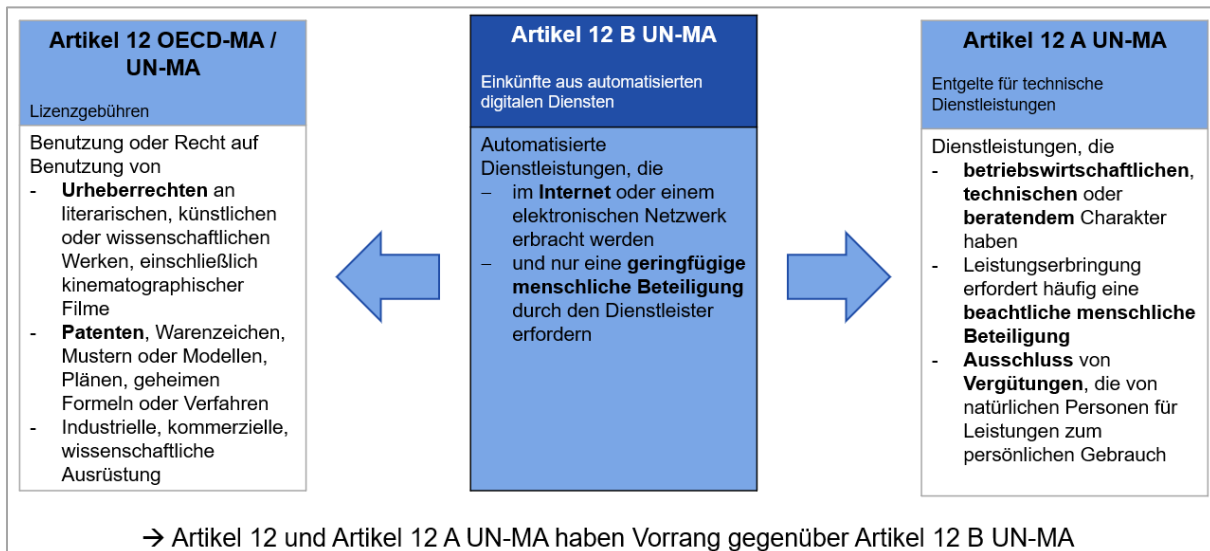 Artikel 12 OECD-MA /
UN-MA
Lizenzgebühren
Benutzung oder Recht auf
Benutzung von
- Urheberrechten an
literarischen, künstlichen
oder wissenschaftlichen
Werken, einschließlich
kinematographischer
Filme
- Patenten, Warenzeichen,
Mustern oder Modellen,
Plänen, geheimen
Formeln oder Verfahren
- Industrielle, kommerzielle,
wissenschaftliche
Ausrüstung
Artikel 12 B UN-MA
Einkünfte aus automatisierten
digitalen Diensten
Automatisierte
Dienstleistungen, die
– im Internet oder einem
elektronischen Netzwerk
erbracht werden
– und nur eine geringfügige
menschliche Beteiligung
durch den Dienstleister
erfordern
Artikel 12 A UN-MA
Entgelte für technische
Dienstleistungen
Dienstleistungen, die
- betriebswirtschaftlichen,
technischen oder
beratendem Charakter
haben
- Leistungserbringung
erfordert häufig eine
beachtliche menschliche
Beteiligung
- Ausschluss von
Vergütungen, die von
natürlichen Personen für
Leistungen zum
persönlichen Gebrauch
→ Artikel 12 und Artikel 12 A UN-MA haben Vorrang gegenüber Artikel 12 B UN-MA